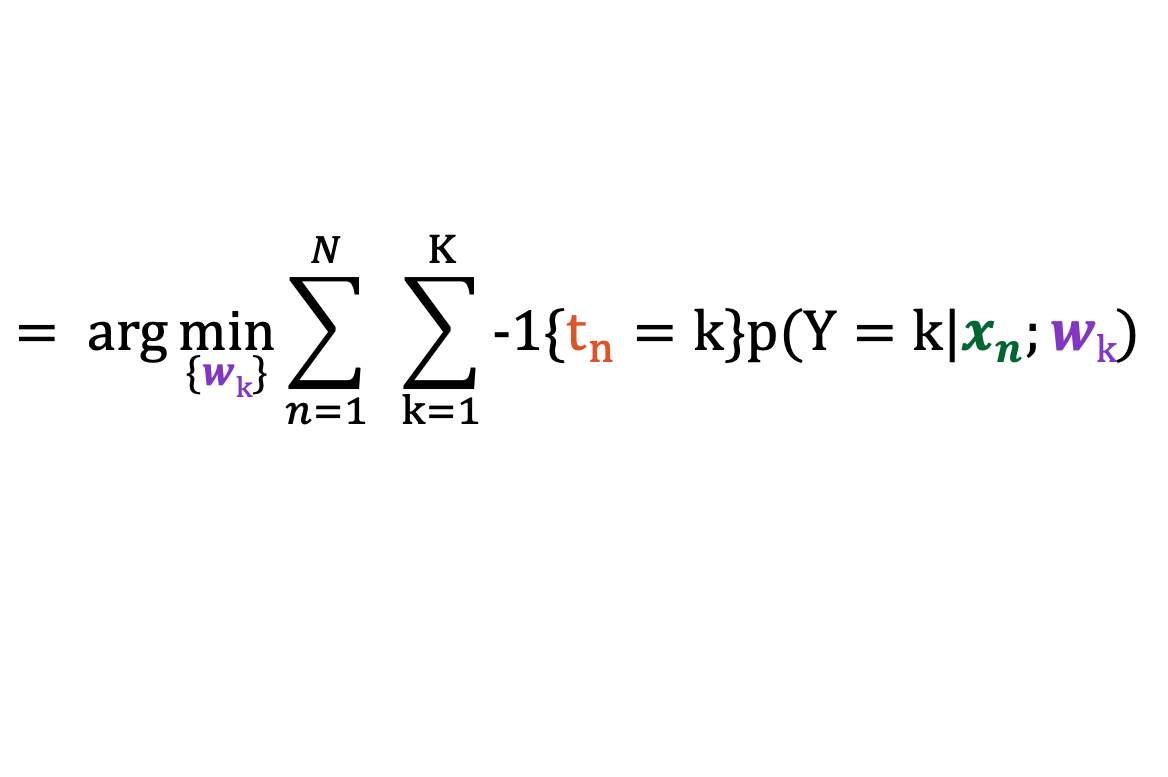 = arg min_{w_k} ∑_{n=1}^{N} ∑_{k=1}^{K} -1{t_n = k}p(Y = k|x_n; w_k)